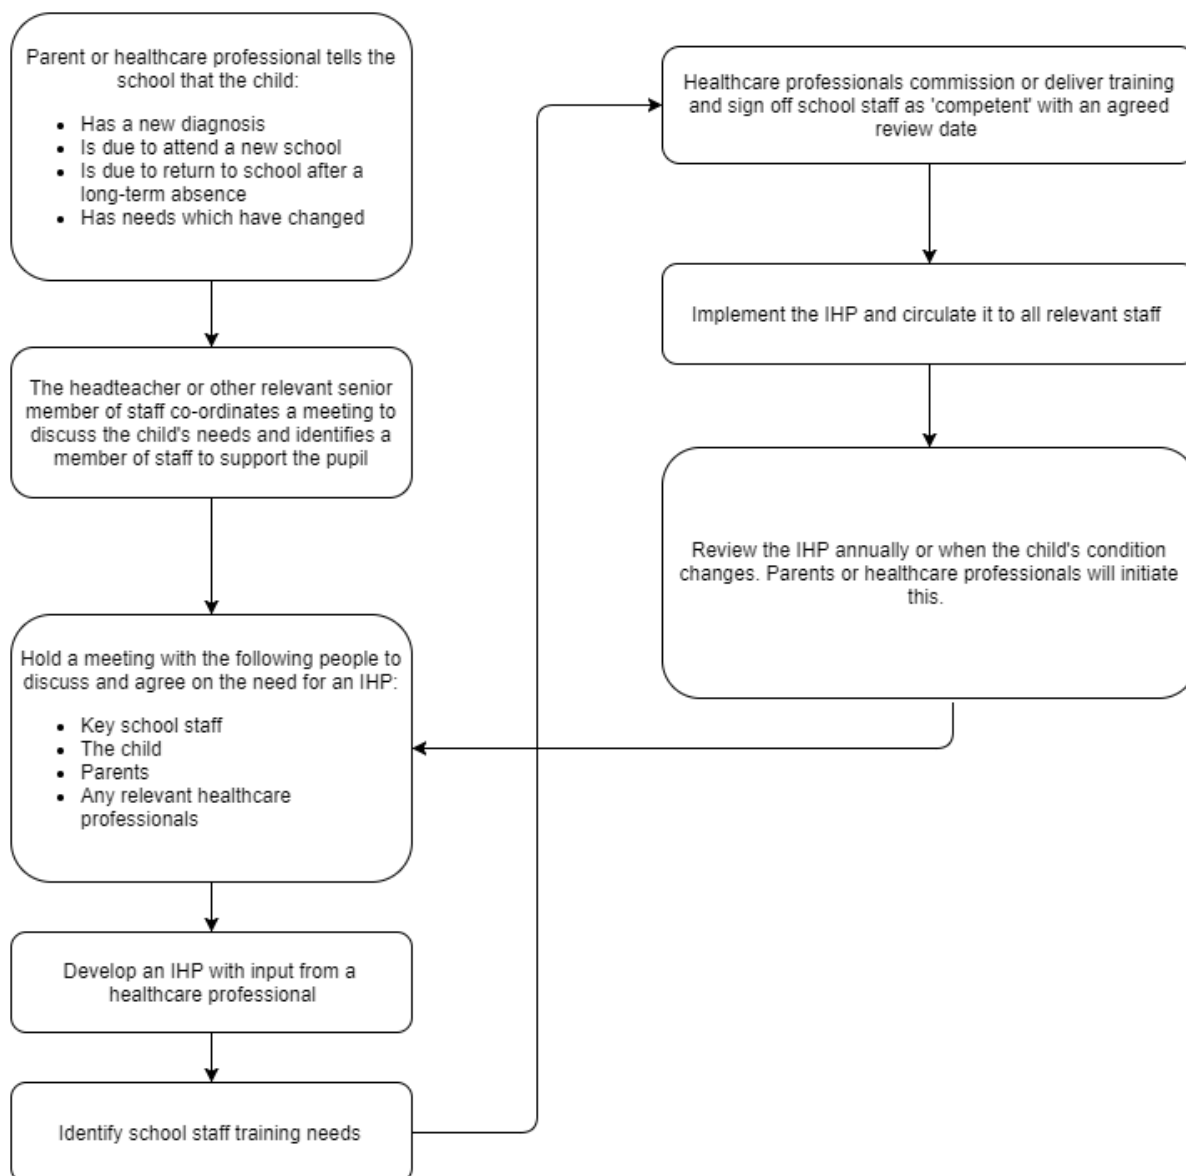 Parent or healthcare professional tells the
school that the child:
• Has a new diagnosis
• Is due to attend a new school
• Is due to return to school after a
long-term absence
• Has needs which have changed
The headteacher or other relevant senior
member of staff co-ordinates a meeting to
discuss the child's needs and identifies a
member of staff to support the pupil
Hold a meeting with the following people to
discuss and agree on the need for an IHP:
• Key school staff
• The child
• Parents
• Any relevant healthcare
professionals
Develop an IHP with input from a
healthcare professional
Identify school staff training needs
Healthcare professionals commission or deliver training
and sign off school staff as 'competent' with an agreed
review date
Implement the IHP and circulate it to all relevant staff
Review the IHP annually or when the child's condition
changes. Parents or healthcare professionals will initiate
this.